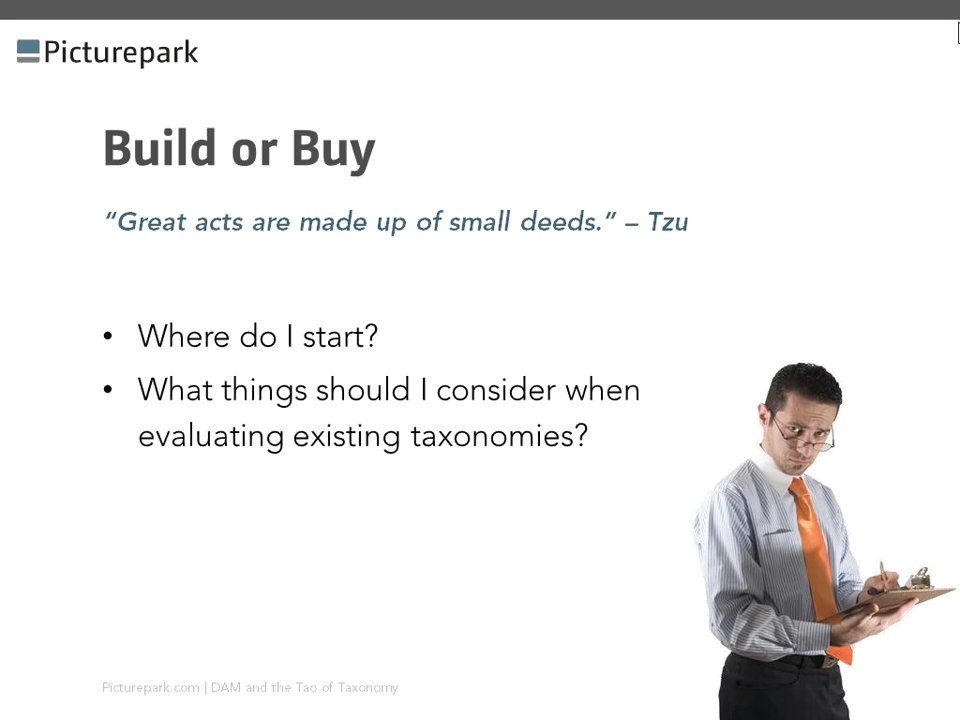 Picturepark
Build or Buy
“Great acts are made up of small deeds.” – Tzu
• Where do I start?
• What things should I consider when
evaluating existing taxonomies?
Picturepark.com | DAM and the Tao of Taxonomy